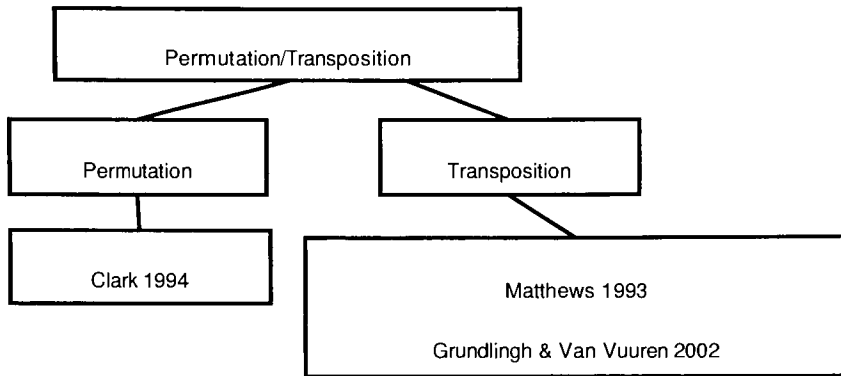 Permutation/Transposition
Permutation
Transposition
Clark 1994
Matthews 1993
Grundlingh & Van Vuuren 2002